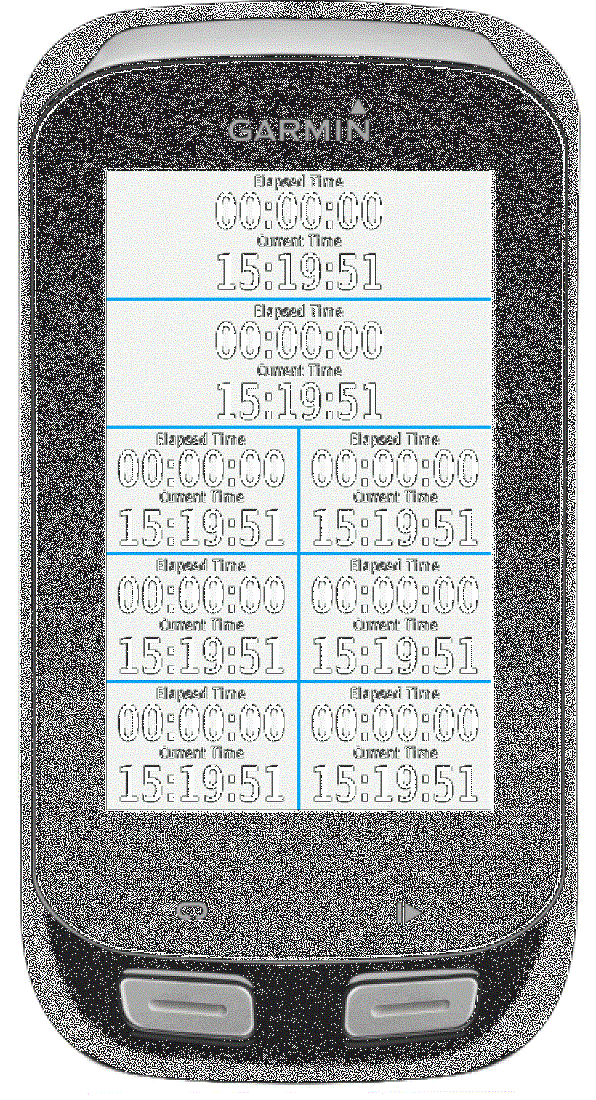 GARMIN
Elapsed Time
00:00:00
Current Time
15:19:51
Elapsed Time
00:00:00
Current Time
15:19:51
Elapsed Time Elapsed Time
00:00:00 00:00:00
Current Time Current Time
15:19:51 15:19:51
Elapsed Time Elapsed Time
00:00:00 00:00:00
Current Time Current Time
15:19:51 15:19:51
Elapsed Time Elapsed Time
00:00:00 00:00:00
Current Time Current Time
15:19:51 15:19:51